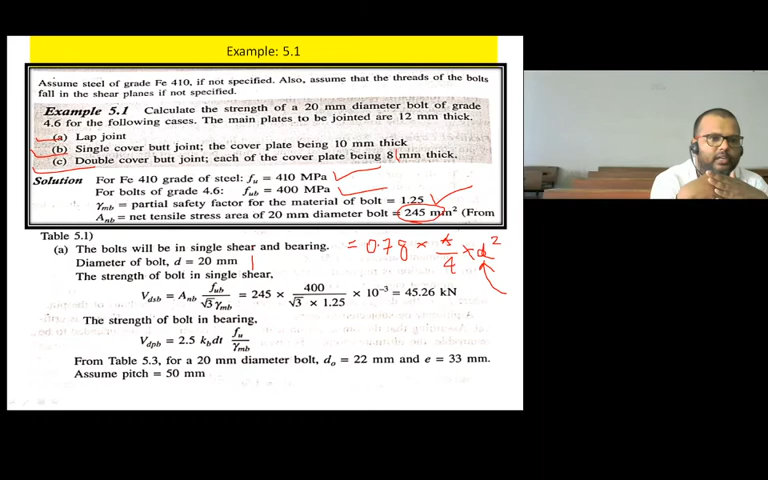 Example: 5.1
Assume steel of grade Fe 410, if not specified. Also, assume that the threads of the bolts
fall in the shear planes if not specified.
Example 5.1 Calculate the strength of a 20 mm diameter bolt of grade
4.6 for the following cases. The main plates to be jointed are 12 mm thick.
(a) Lap joint
(b) Single cover butt joint; the cover plate being 10 mm thick
(c) Double cover butt joint; each of the cover plate being 8 mm thick.
Solution For Fe 410 grade of steel: fu = 410 MPa
For bolts of grade 4.6: fub = 400 MPa
γmb = partial safety factor for the material of bolt = 1.25
Anb = net tensile stress area of 20 mm diameter bolt = 245 mm² (From
Table 5.1)
= 0.78 × π/4 × d²
(a) The bolts will be in single shear and bearing.
Diameter of bolt, d = 20 mm
The strength of bolt in single shear,
Vdsb = Anb fub/√3 γmb = 245 × 400/√3 × 1.25 × 10⁻³ = 45.26 kN
The strength of bolt in bearing,
Vdpb = 2.5 kbdt fu/γmb
From Table 5.3, for a 20 mm diameter bolt, do = 22 mm and e = 33 mm.
Assume pitch = 50 mm